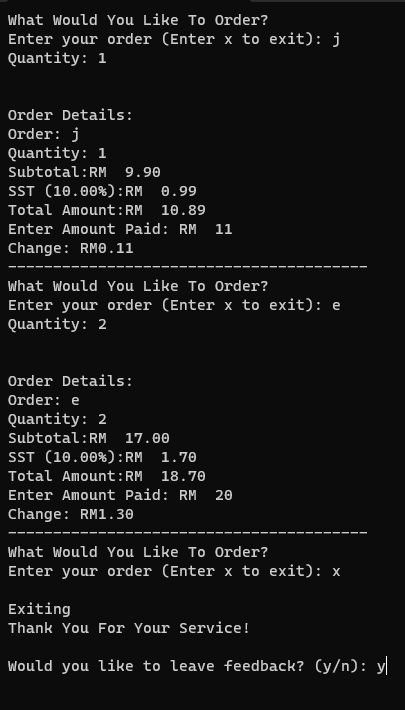 What Would You Like To Order?
Enter your order (Enter x to exit): j
Quantity: 1
Order Details:
Order: j
Quantity: 1
Subtotal:RM  9.90
SST (10.00%):RM  0.99
Total Amount:RM  10.89
Enter Amount Paid: RM  11
Change: RM0.11
----------------------------------------
What Would You Like To Order?
Enter your order (Enter x to exit): e
Quantity: 2
Order Details:
Order: e
Quantity: 2
Subtotal:RM  17.00
SST (10.00%):RM  1.70
Total Amount:RM  18.70
Enter Amount Paid: RM  20
Change: RM1.30
----------------------------------------
What Would You Like To Order?
Enter your order (Enter x to exit): x
Exiting
Thank You For Your Service!
Would you like to leave feedback? (y/n): y